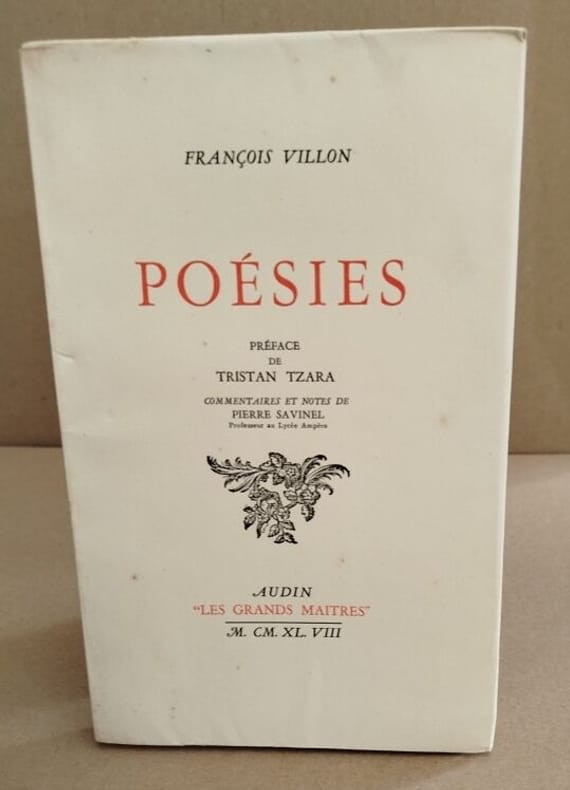 FRANÇOIS VILLON
POÉSIES
PRÉFACE
DE
TRISTAN TZARA
COMMENTAIRES ET NOTES DE
PIERRE SAVINEL
Professeur au Lycée Ampère
AUDIN
"LES GRANDS MAITRES"
M. CM. XL. VIII